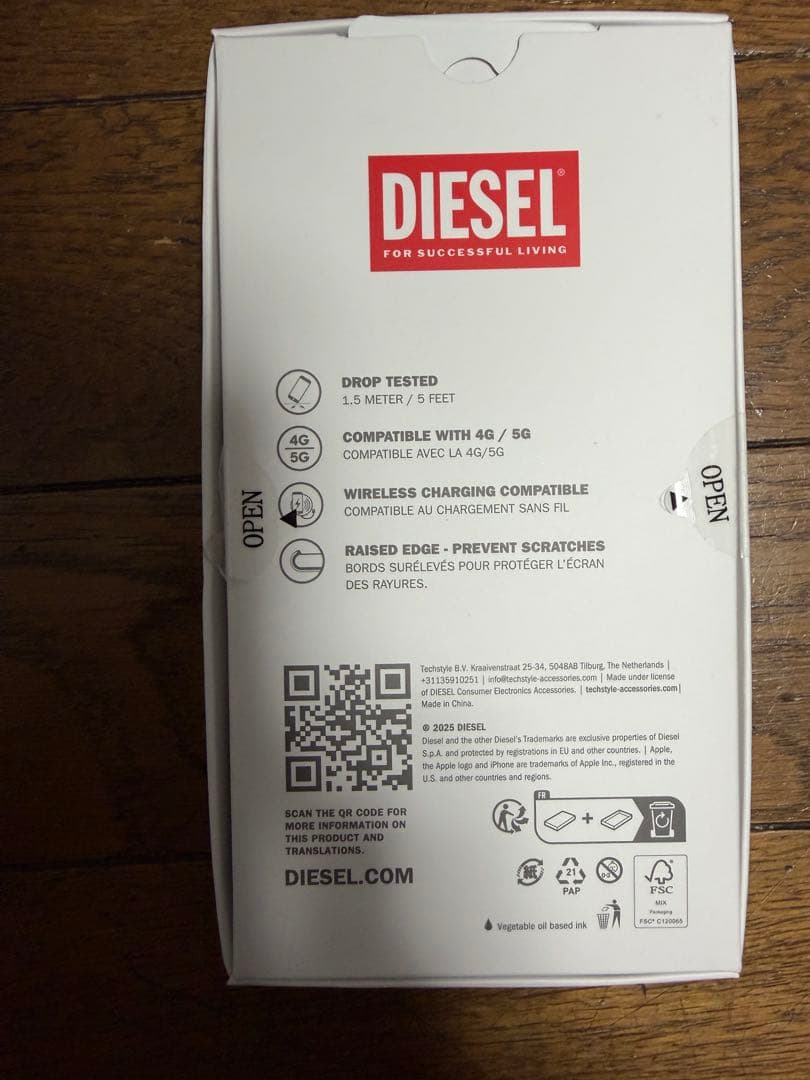 DIESEL®
FOR SUCCESSFUL LIVING
DROP TESTED
1.5 METER / 5 FEET
4G
5G
COMPATIBLE WITH 4G / 5G
COMPATIBLE AVEC LA 4G/5G
WIRELESS CHARGING COMPATIBLE
COMPATIBLE AU CHARGEMENT SANS FIL
OPEN
OPEN
RAISED EDGE - PREVENT SCRATCHES
BORDS SURÉLEVÉS POUR PROTÉGER L'ÉCRAN
DES RAYURES.
Techstyle B.V. Kraaivenstraat 25-34, 5048AB Tilburg, The Netherlands |
+31135910251 | info@techstyle-accessories.com | Made under license
of DIESEL Consumer Electronics Accessories. | techstyle-accessories.com |
Made in China.
© 2025 DIESEL
Diesel and the other Diesel's Trademarks are exclusive properties of Diesel
S.p.A. and protected by registrations in EU and other countries. | Apple,
the Apple logo and iPhone are trademarks of Apple Inc., registered in the
U.S. and other countries and regions.
SCAN THE QR CODE FOR
MORE INFORMATION ON
THIS PRODUCT AND
TRANSLATIONS.
DIESEL.COM
FR
+
紙
21
PAP
FSC
MIX
Packaging
FSC® C120065
Vegetable oil based ink